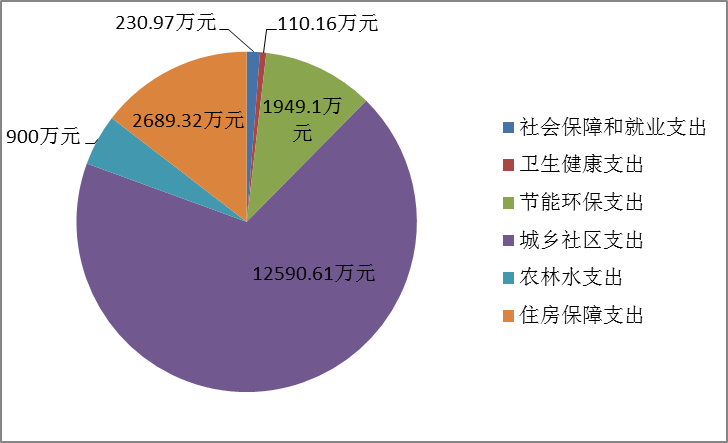 230.97万元
110.16万元
1949.1万
元
2689.32万元
900万元
12590.61万元
社会保障和就业支出
卫生健康支出
节能环保支出
城乡社区支出
农林水支出
住房保障支出